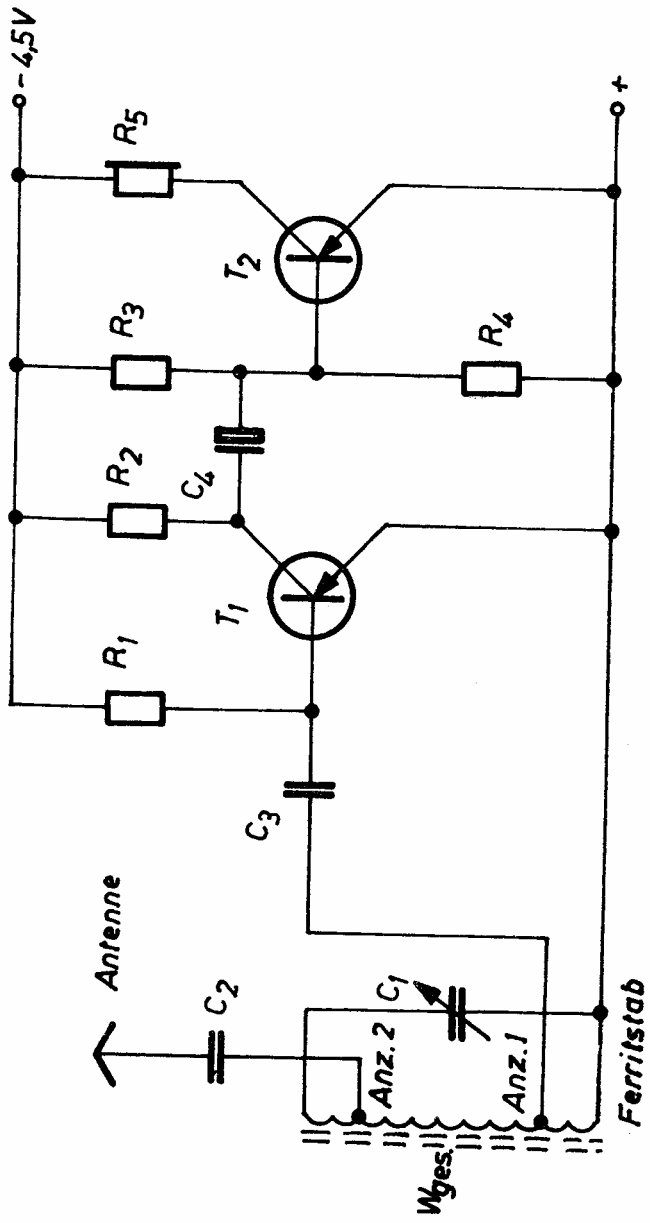 Antenne
C2
C1
Anz.2
Anz.1
Wges.
Ferritstab
C3
R1
T1
R2
C4
R3
T2
R4
R5
-4,5V
+